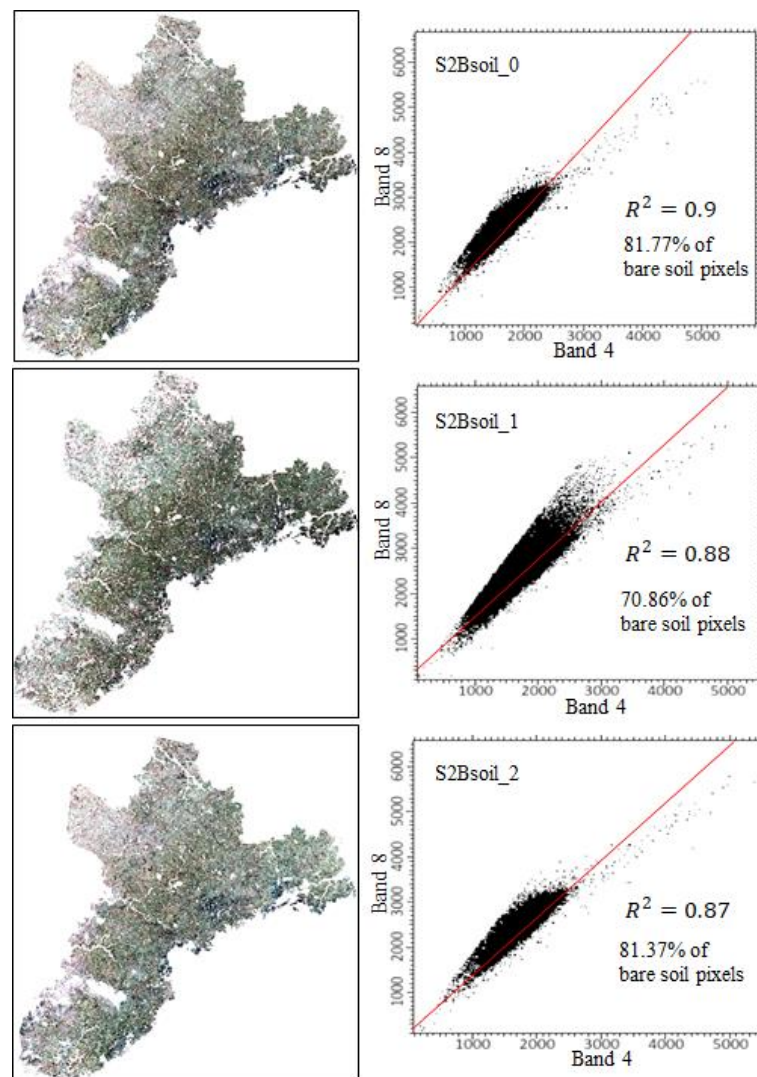 S2Bsoil_0
6000
5000
4000
3000
2000
1000
Band 8
R² = 0.9
81.77% of
bare soil pixels
1000 2000 3000 4000 5000
Band 4
S2Bsoil_1
6000
5000
4000
3000
2000
1000
Band 8
R² = 0.88
70.86% of
bare soil pixels
1000 2000 3000 4000 5000
Band 4
S2Bsoil_2
6000
5000
4000
3000
2000
1000
Band 8
R² = 0.87
81.37% of
bare soil pixels
1000 2000 3000 4000 5000
Band 4